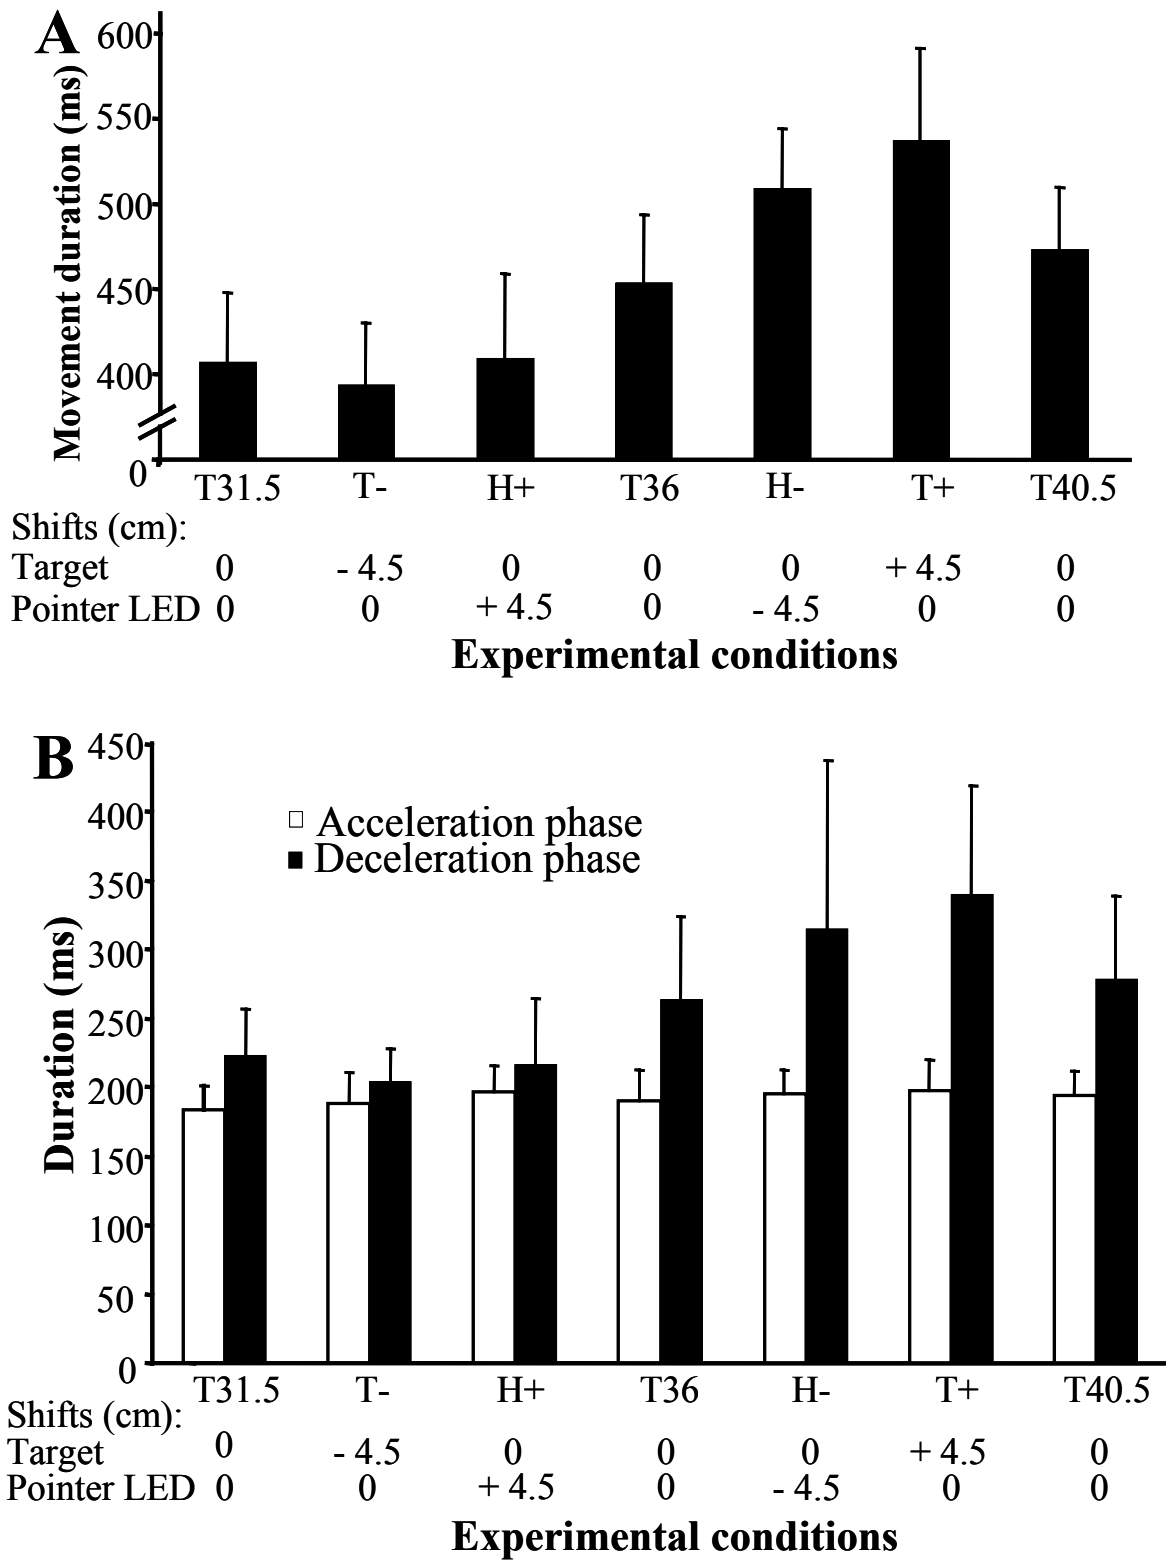 A
Movement duration (ms)
600
550
500
450
400
0
T31.5 T- H+ T36 H- T+ T40.5
Shifts (cm):
Target 0 - 4.5 0 0 0 + 4.5 0
Pointer LED 0 0 + 4.5 0 - 4.5 0 0
Experimental conditions
B
Duration (ms)
450
400
350
300
250
200
150
100
50
0
Acceleration phase
Deceleration phase
T31.5 T- H+ T36 H- T+ T40.5
Shifts (cm):
Target 0 - 4.5 0 0 0 + 4.5 0
Pointer LED 0 0 + 4.5 0 - 4.5 0 0
Experimental conditions